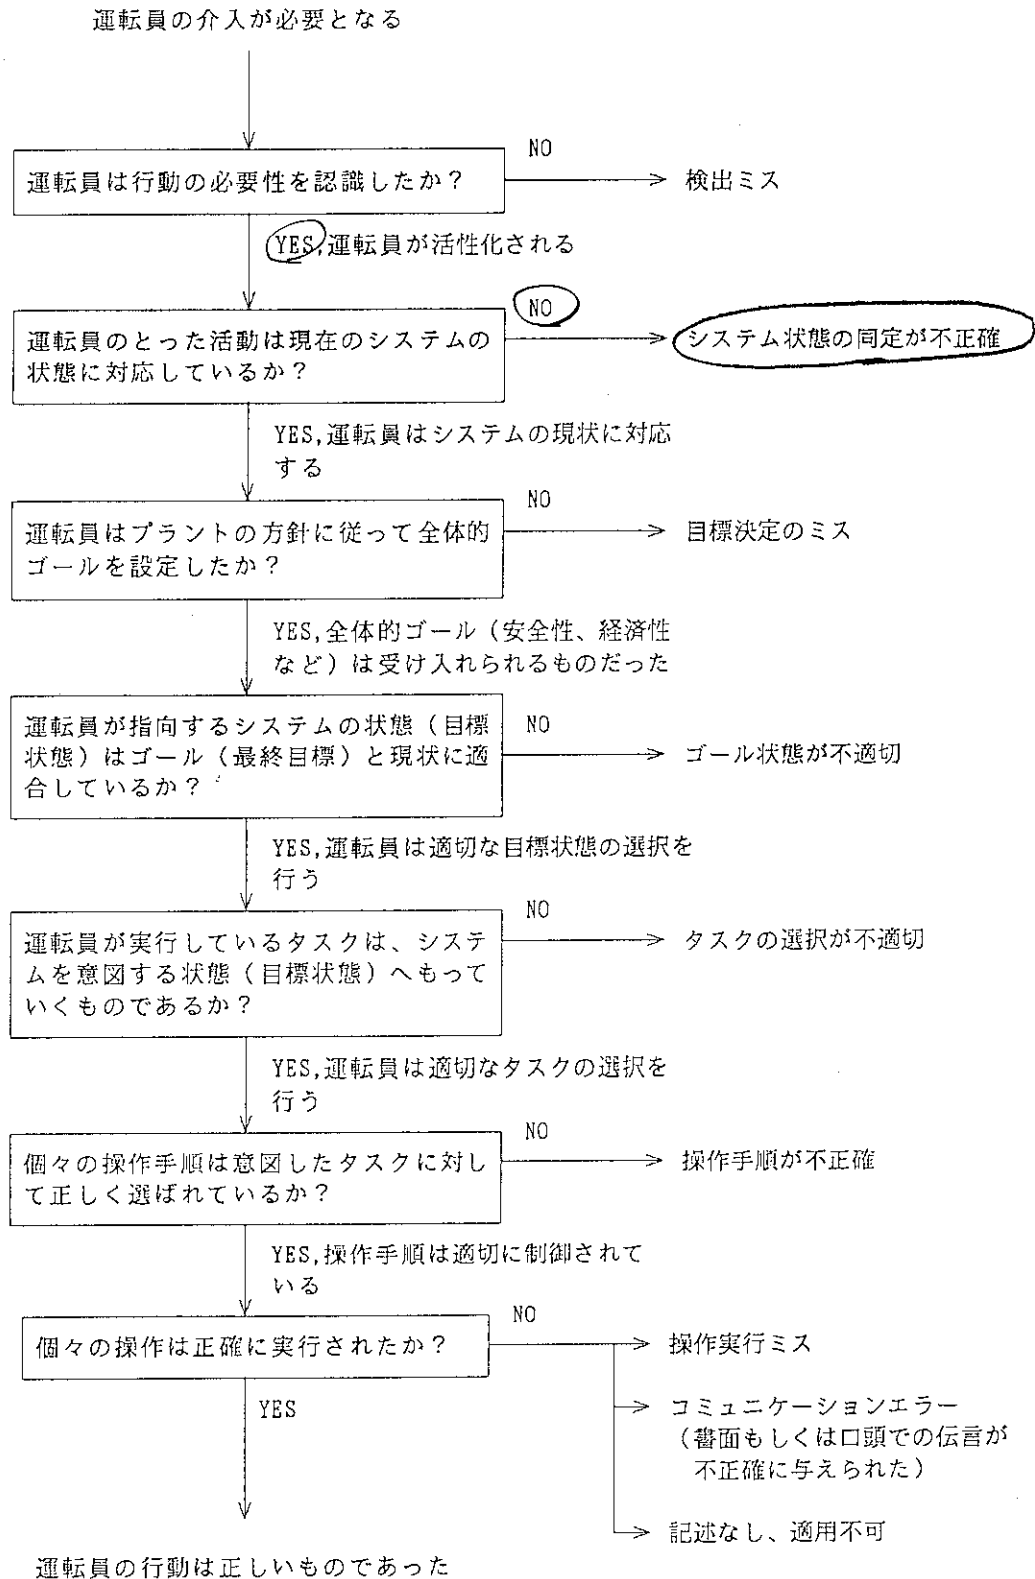 運転員の介入が必要となる
NO
運転員は行動の必要性を認識したか？
検出ミス
YES,運転員が活性化される
NO
運転員のとった活動は現在のシステムの
状態に対応しているか？
システム状態の同定が不正確
YES,運転員はシステムの現状に対応
する
NO
運転員はプラントの方針に従って全体的
ゴールを設定したか？
目標決定のミス
YES,全体的ゴール（安全性、経済性
など）は受け入れられるものだった
NO
運転員が指向するシステムの状態（目標
状態）はゴール（最終目標）と現状に適
合しているか？
ゴール状態が不適切
YES,運転員は適切な目標状態の選択を
行う
NO
運転員が実行しているタスクは、システ
ムを意図する状態（目標状態）へもって
いくものであるか？
タスクの選択が不適切
YES,運転員は適切なタスクの選択を
行う
NO
個々の操作手順は意図したタスクに対し
て正しく選ばれているか？
操作手順が不正確
YES,操作手順は適切に制御されて
いる
NO
個々の操作は正確に実行されたか？
操作実行ミス
YES
コミュニケーションエラー
（書面もしくは口頭での伝言が
不正確に与えられた）
記述なし、適用不可
運転員の行動は正しいものであった